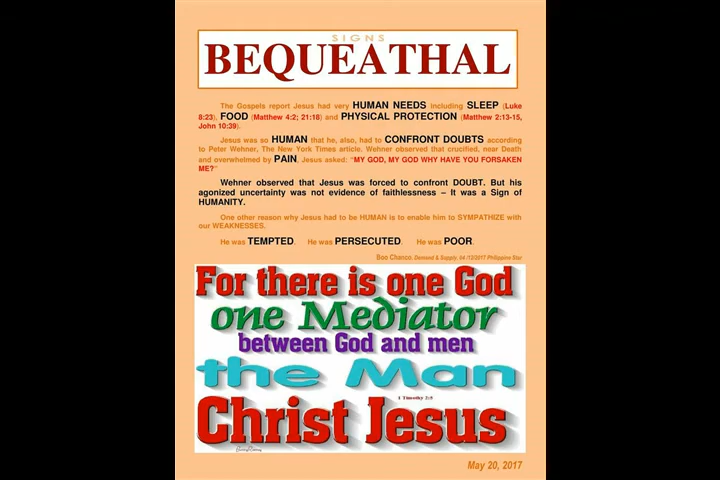 SIGNS
BEQUEATHAL
The Gospels report Jesus had very HUMAN NEEDS including SLEEP (Luke
8:23), FOOD (Matthew 4:2; 21:18) and PHYSICAL PROTECTION (Matthew 2:13-15,
John 10:39).
Jesus was so HUMAN that he, also, had to CONFRONT DOUBTS according
to Peter Wehner, The New York Times article. Wehner observed that crucified, near Death
and overwhelmed by PAIN, Jesus asked: "MY GOD, MY GOD WHY HAVE YOU FORSAKEN
ME?"
Wehner observed that Jesus was forced to confront DOUBT. But his
agonized uncertainty was not evidence of faithlessness – It was a Sign of
HUMANITY.
One other reason why Jesus had to be HUMAN is to enable him to SYMPATHIZE with
our WEAKNESSES.
He was TEMPTED. He was PERSECUTED. He was POOR.
Boo Chanco, Demand & Supply, 04 /12/2017 Philippine Star
For there is one God
one Mediator
between God and men
the Man
1 Timothy 2:5
Christ Jesus
May 20, 2017